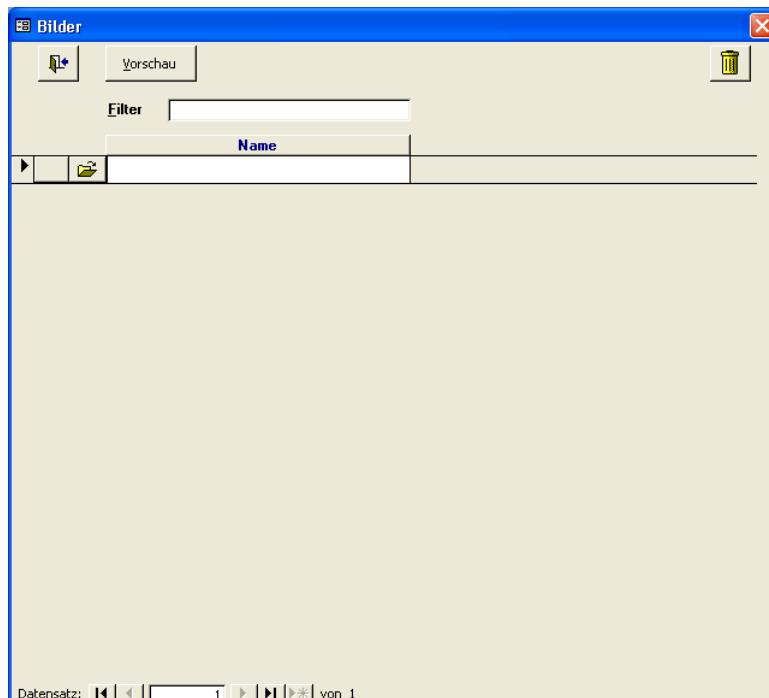 Bilder
Vorschau
Filter
Name
Datensatz: 1 von 1